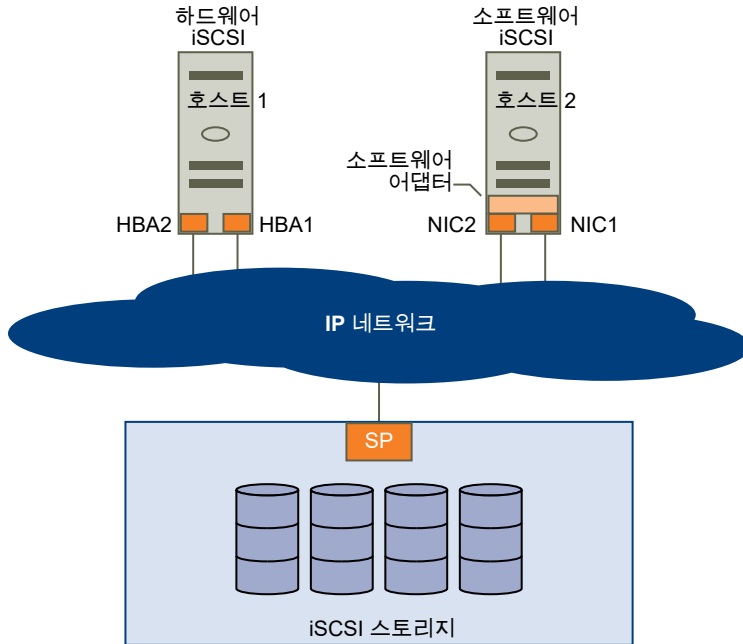 하드웨어
iSCSI
소프트웨어
iSCSI
호스트 1
호스트 2
소프트웨어
어댑터
HBA2
HBA1
NIC2
NIC1
IP 네트워크
SP
iSCSI 스토리지